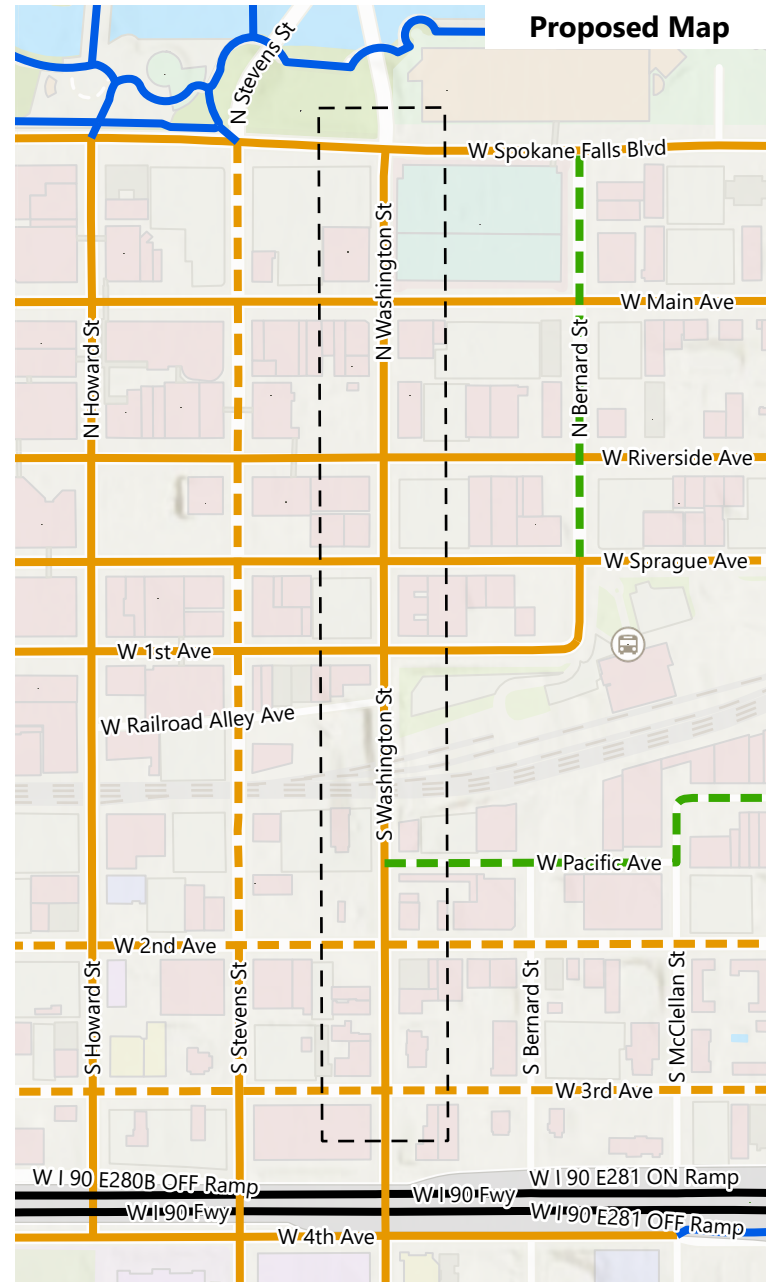 Proposed Map
N Stevens St
W Spokane Falls Blvd
N Washington St
W Main Ave
N Howard St
N Bernard St
W Riverside Ave
W Sprague Ave
W 1st Ave
W Railroad Alley Ave
S Washington St
W Pacific Ave
W 2nd Ave
S Howard St
S Stevens St
S Bernard St
S McClellan St
W 3rd Ave
W I 90 E280B OFF Ramp
W I 90 E281 ON Ramp
W I 90 Fwy
W I 90 Fwy
W I 90 E281 OFF Ramp
W 4th Ave